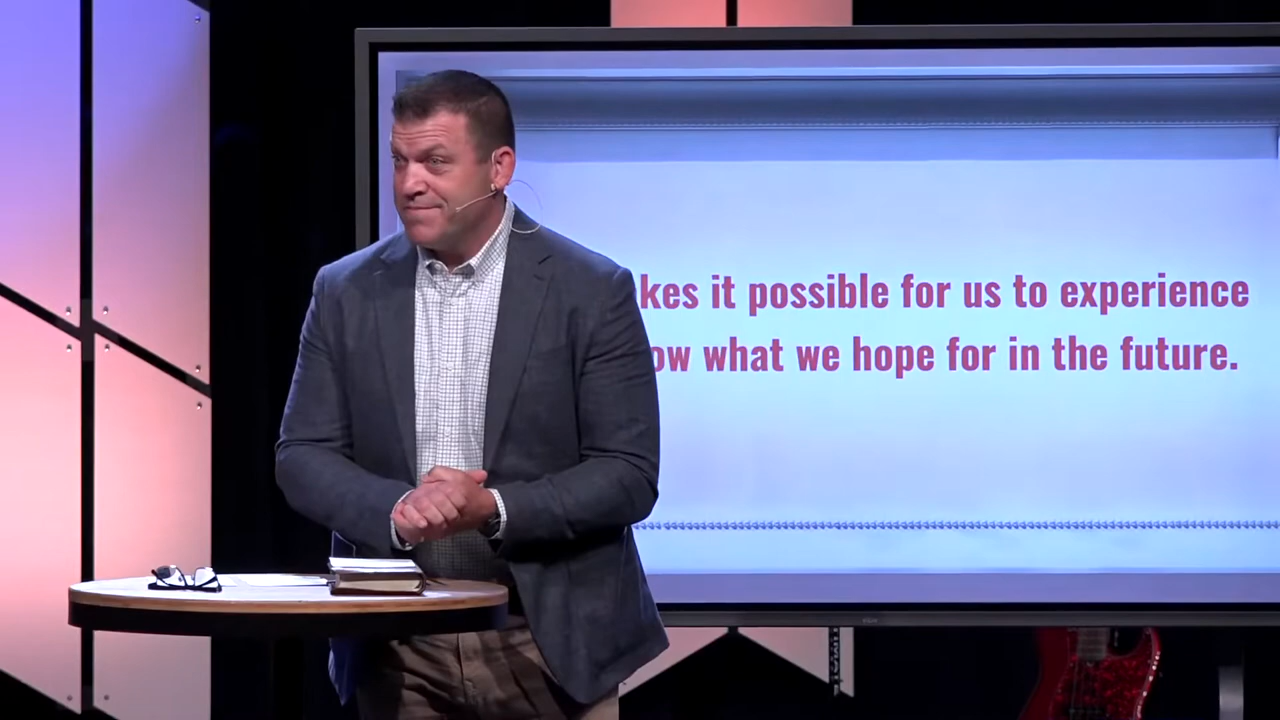 kes it possible for us to experience
ow what we hope for in the future.